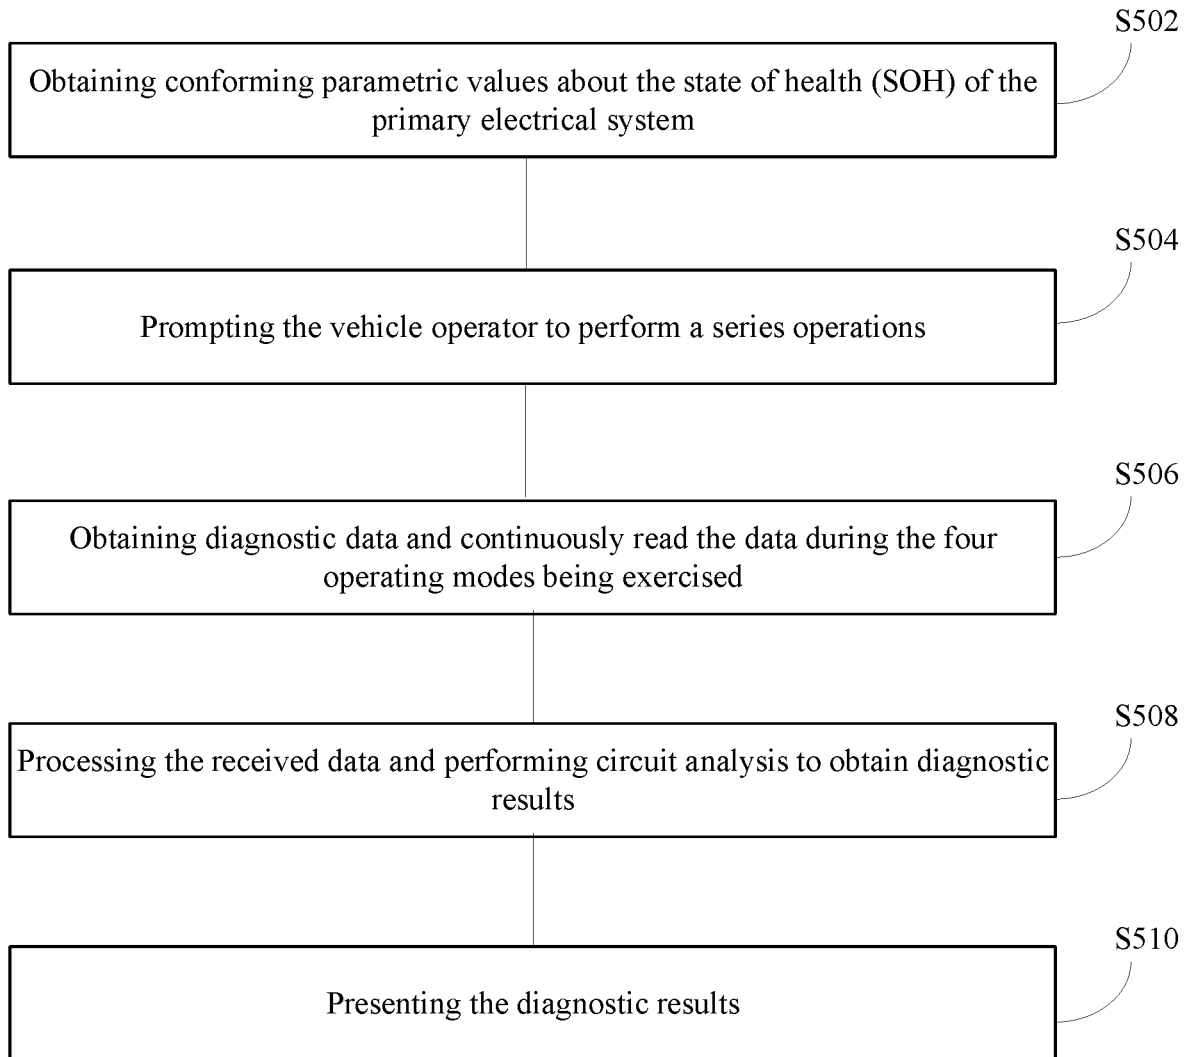 S502
Obtaining conforming parametric values about the state of health (SOH) of the
primary electrical system
S504
Prompting the vehicle operator to perform a series operations
S506
Obtaining diagnostic data and continuously read the data during the four
operating modes being exercised
S508
Processing the received data and performing circuit analysis to obtain diagnostic
results
S510
Presenting the diagnostic results